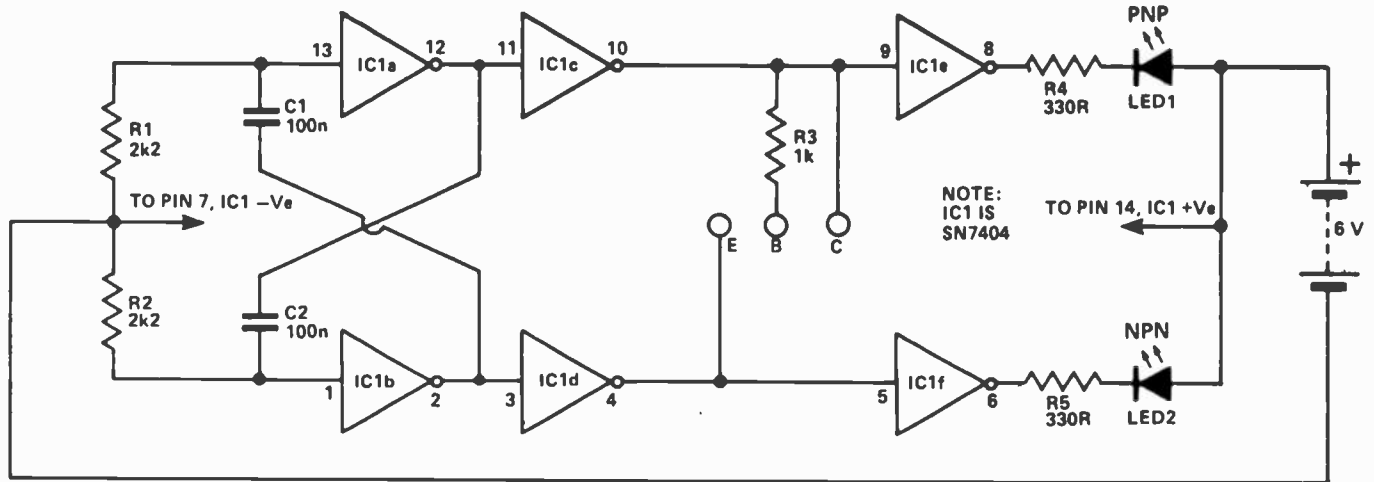 13
IC1a
12
11
IC1c
10
9
IC1e
8
R4
330R
PNP
LED1
C1
100n
R1
2k2
R3
1k
TO PIN 7, IC1 –Ve
E
B
C
NOTE:
IC1 IS
SN7404
TO PIN 14, IC1 +Ve
+
6 V
R2
2k2
C2
100n
1
IC1b
2
3
IC1d
4
5
IC1f
6
R5
330R
NPN
LED2